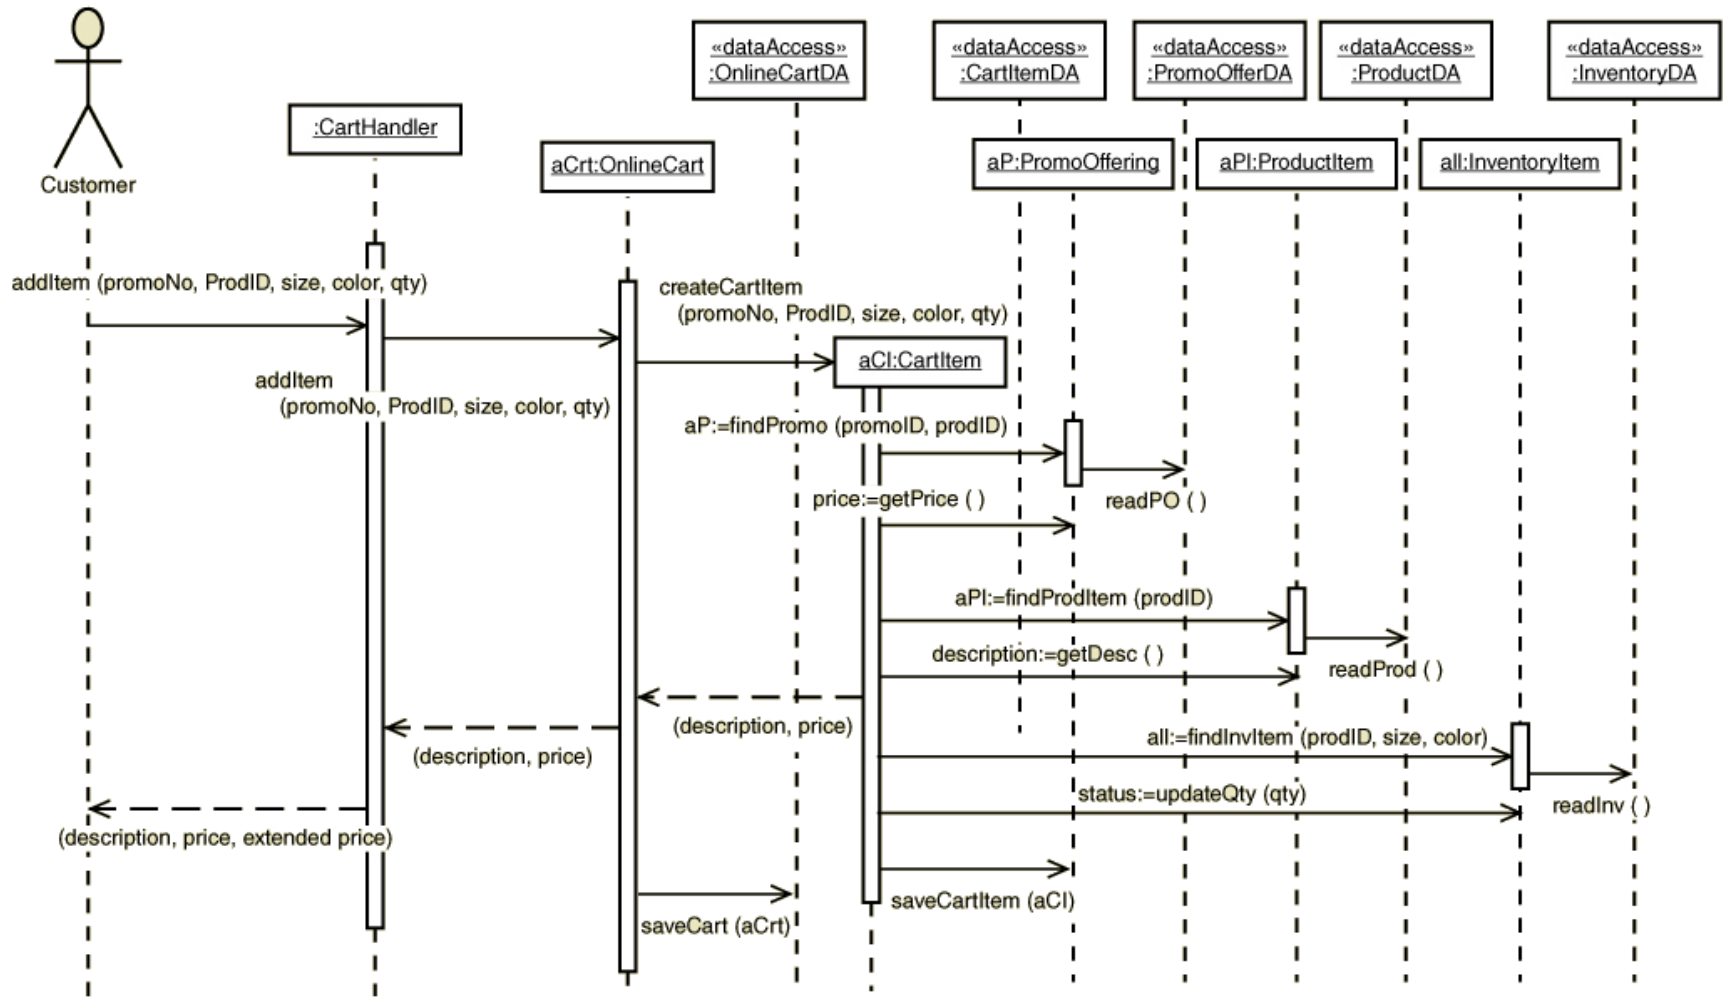 «dataAccess»
:OnlineCartDA
«dataAccess»
:CartItemDA
«dataAccess»
:PromoOfferDA
«dataAccess»
:ProductDA
«dataAccess»
:InventoryDA
:CartHandler
aCrt:OnlineCart
aP:PromoOffering
aPI:ProductItem
aII:InventoryItem
Customer
addItem (promoNo, ProdID, size, color, qty)
createCartItem
(promoNo, ProdID, size, color, qty)
aCI:CartItem
addItem
(promoNo, ProdID, size, color, qty)
aP:=findPromo (promoID, prodID)
price:=getPrice ( )
readPO ( )
aPI:=findProdItem (prodID)
description:=getDesc ( )
readProd ( )
(description, price)
(description, price)
aII:=findInvItem (prodID, size, color)
status:=updateQty (qty)
readInv ( )
(description, price, extended price)
saveCartItem (aCI)
saveCart (aCrt)